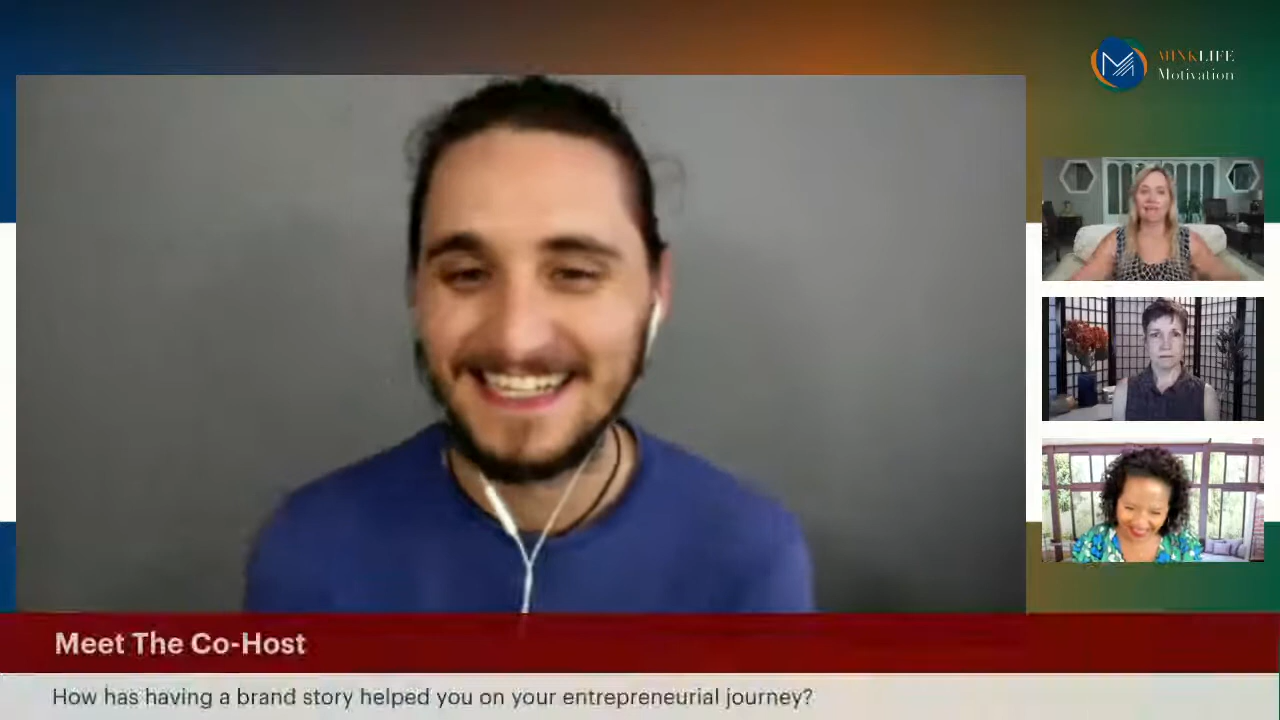 MINKLIFE
Motivation
Meet The Co-Host
How has having a brand story helped you on your entrepreneurial journey?